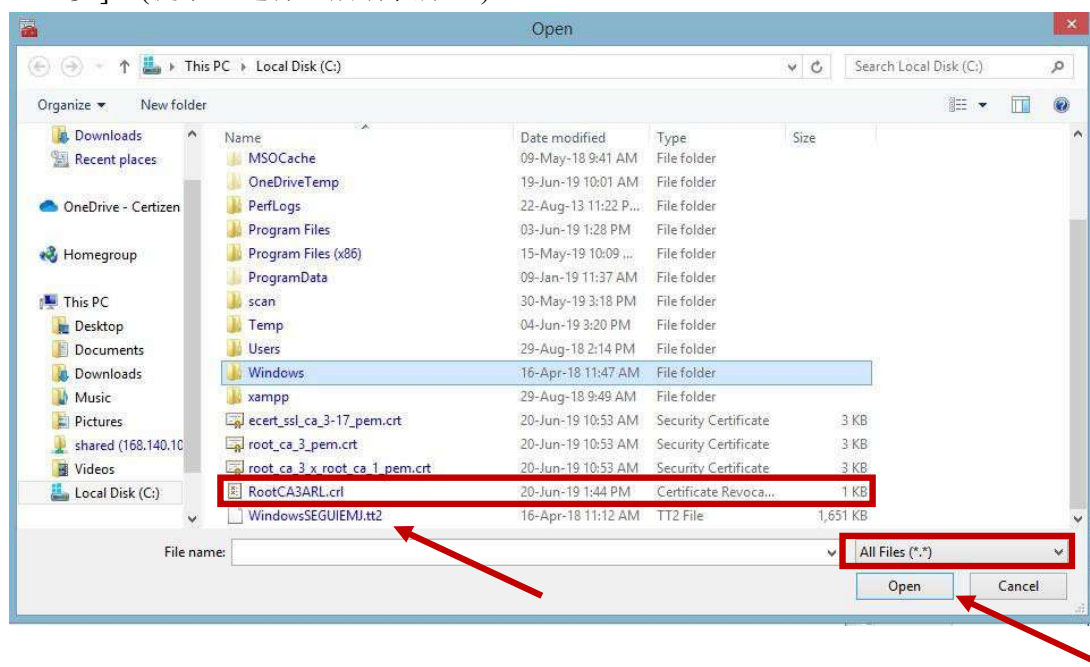 Open
This PC Local Disk (C:) Search Local Disk (C:)
Organize New folder
Name Date modified Type Size
Downloads MSOCache 09-May-18 9:41 AM File folder
Recent places OneDriveTemp 19-Jun-19 10:01 AM File folder
OneDrive - Certizen PerfLogs 22-Aug-13 11:22 P... File folder
Program Files 03-Jun-19 1:28 PM File folder
Homegroup Program Files (x86) 15-May-19 10:09 ... File folder
ProgramData 09-Jan-19 11:37 AM File folder
This PC scan 30-May-19 3:18 PM File folder
Desktop Temp 04-Jun-19 3:20 PM File folder
Documents Users 29-Aug-18 2:14 PM File folder
Downloads Windows 16-Apr-18 11:47 AM File folder
Music xampp 29-Aug-18 9:49 AM File folder
Pictures ecert_ssl_ca_3-17_pem.crt 20-Jun-19 10:53 AM Security Certificate 3 KB
shared (168.140.10 root_ca_3_pem.crt 20-Jun-19 10:53 AM Security Certificate 3 KB
Videos root_ca_3_x_root_ca_1_pem.crt 20-Jun-19 10:53 AM Security Certificate 3 KB
Local Disk (C:) RootCA3ARL.crl 20-Jun-19 1:44 PM Certificate Revoca... 1 KB
WindowsSEGUIEMJ.tt2 16-Apr-18 11:12 AM TT2 File 1,651 KB
File name: All Files (*.*)
Open Cancel